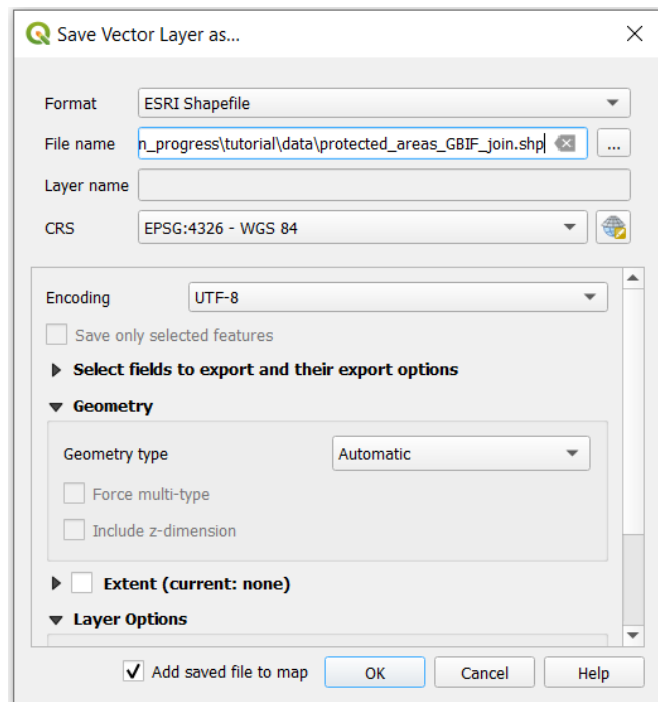 Save Vector Layer as...
Format ESRI Shapefile
File name n_progress\tutorial\data\protected_areas_GBIF_join.shp ...
Layer name
CRS EPSG:4326 - WGS 84
Encoding UTF-8
Save only selected features
Select fields to export and their export options
Geometry
Geometry type Automatic
Force multi-type
Include z-dimension
Extent (current: none)
Layer Options
Add saved file to map OK Cancel Help